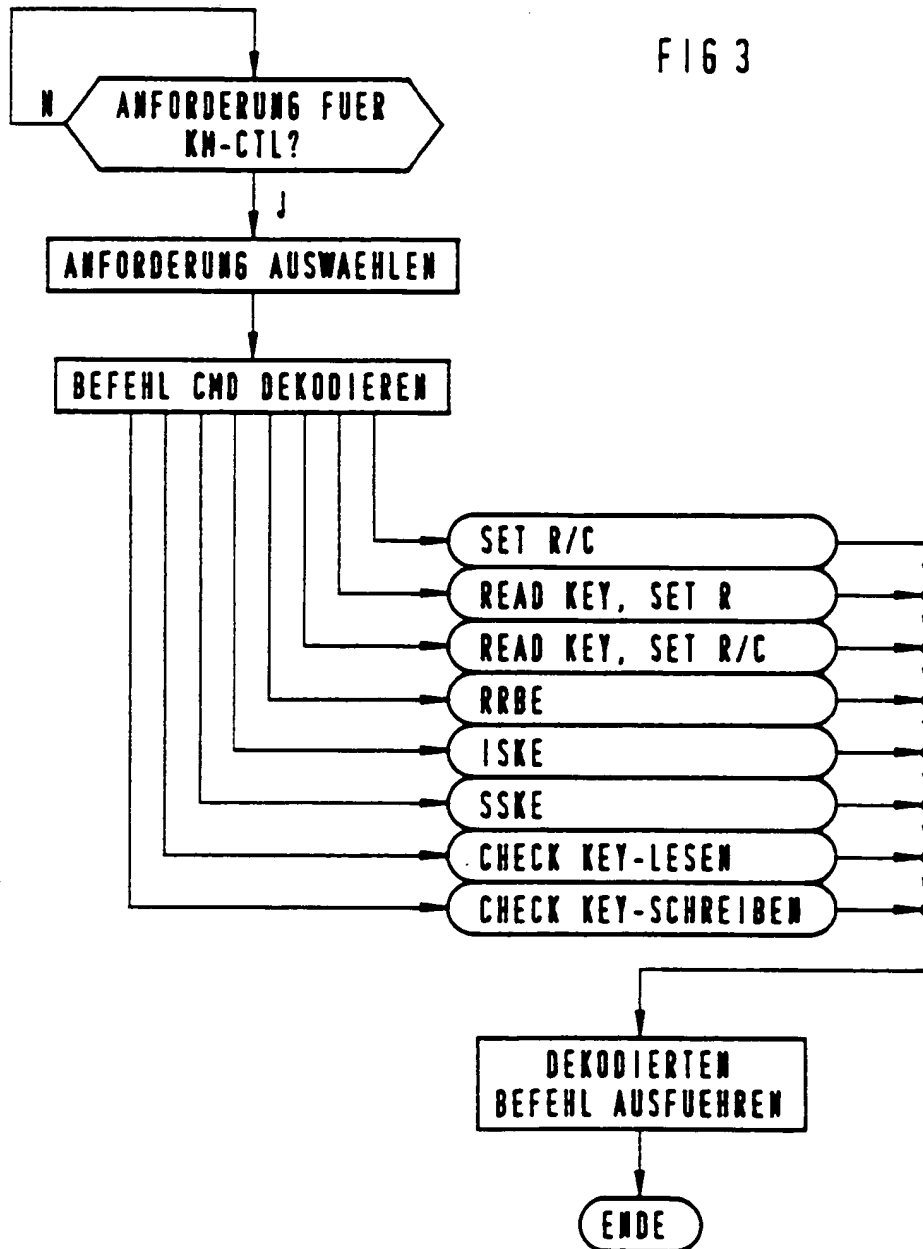 FIG 3
ANFORDERUNG FUER
KM-CTL?
N
J
ANFORDERUNG AUSWAEHLEN
BEFEHL CMD DEKODIEREN
SET R/C
READ KEY, SET R
READ KEY, SET R/C
RRBE
ISKE
SSKE
CHECK KEY-LESEN
CHECK KEY-SCHREIBEN
DEKODIERTEN
BEFEHL AUSFUEHREN
ENDE